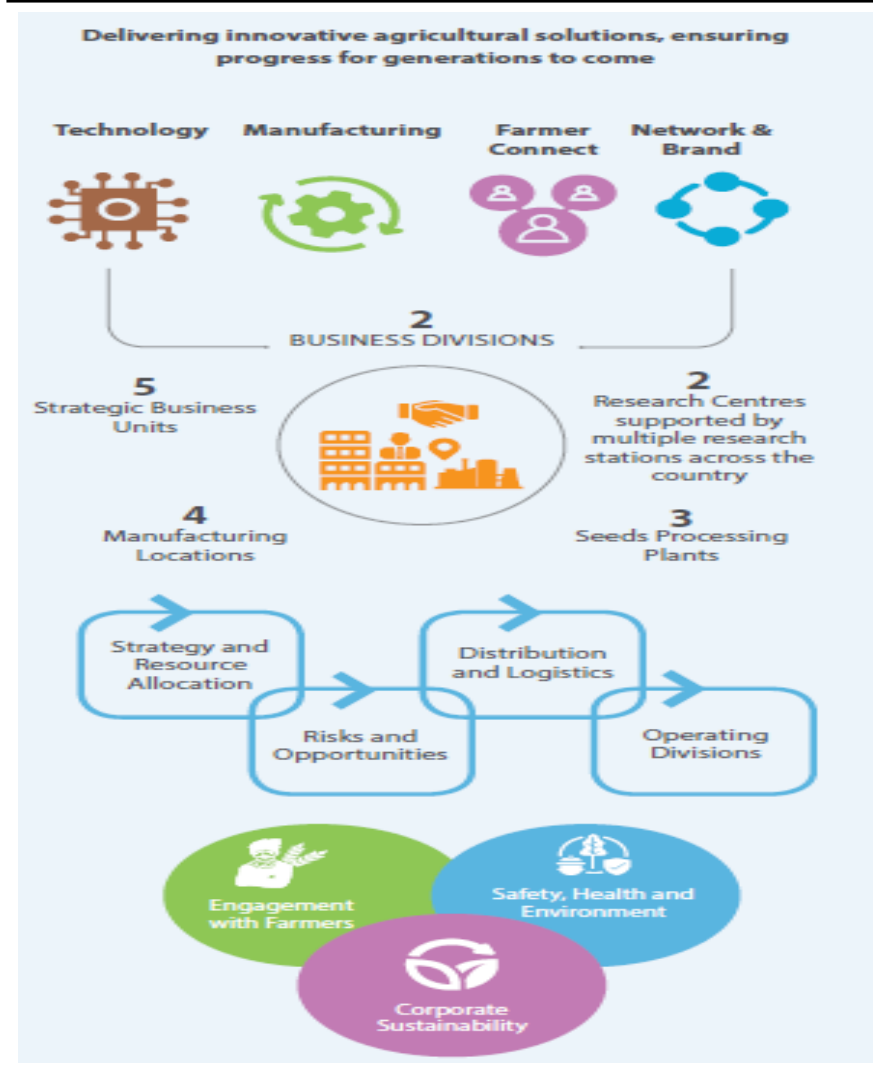 Delivering innovative agricultural solutions, ensuring
progress for generations to come
Technology
Manufacturing
Farmer
Connect
Network &
Brand
2
BUSINESS DIVISIONS
5
Strategic Business
Units
2
Research Centres
supported by
multiple research
stations across the
country
4
Manufacturing
Locations
3
Seeds Processing
Plants
Strategy and
Resource
Allocation
Risks and
Opportunities
Distribution
and Logistics
Operating
Divisions
Engagement
with Farmers
Safety, Health and
Environment
Corporate
Sustainability